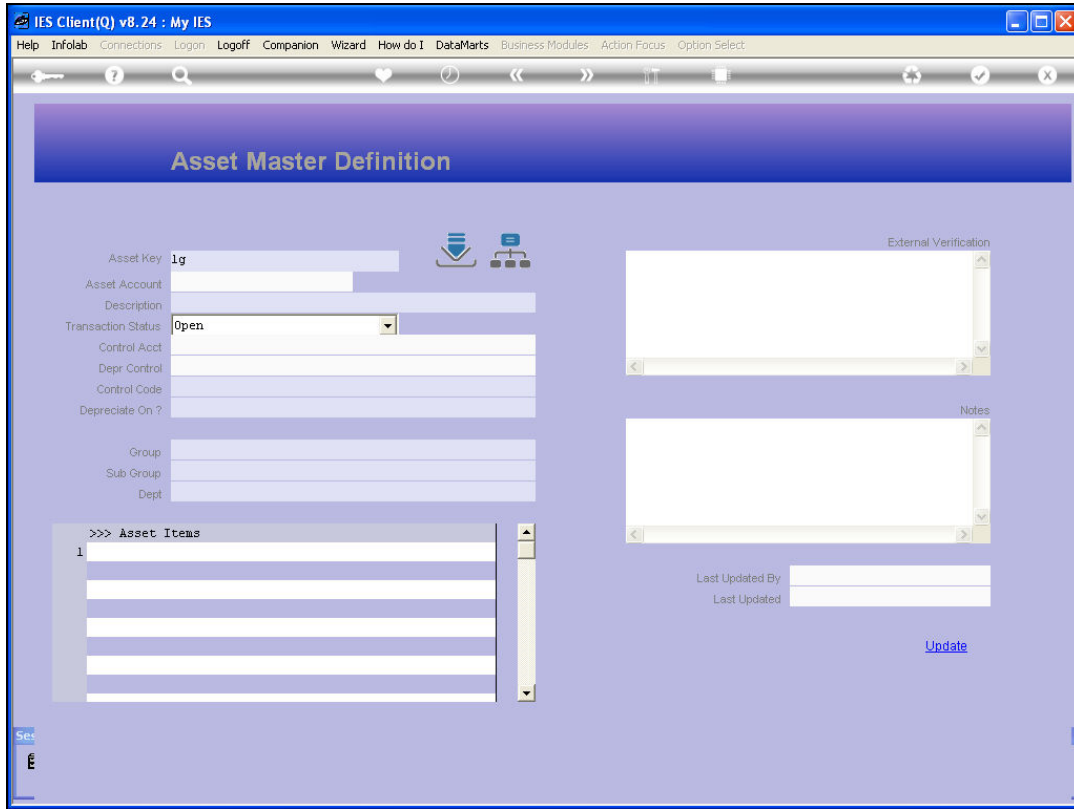 IES Client(Q) v8.24 : My IES
Help Infolab Connections Logon Logoff Companion Wizard How do I DataMarts Business Modules Action Focus Option Select
Asset Master Definition
Asset Key lg
Asset Account
Description
Transaction Status Open
Control Acct
Depr Control
Control Code
Depreciate On ?
Group
Sub Group
Dept
>>> Asset Items
1
External Verification
Notes
Last Updated By
Last Updated
Update
Ses